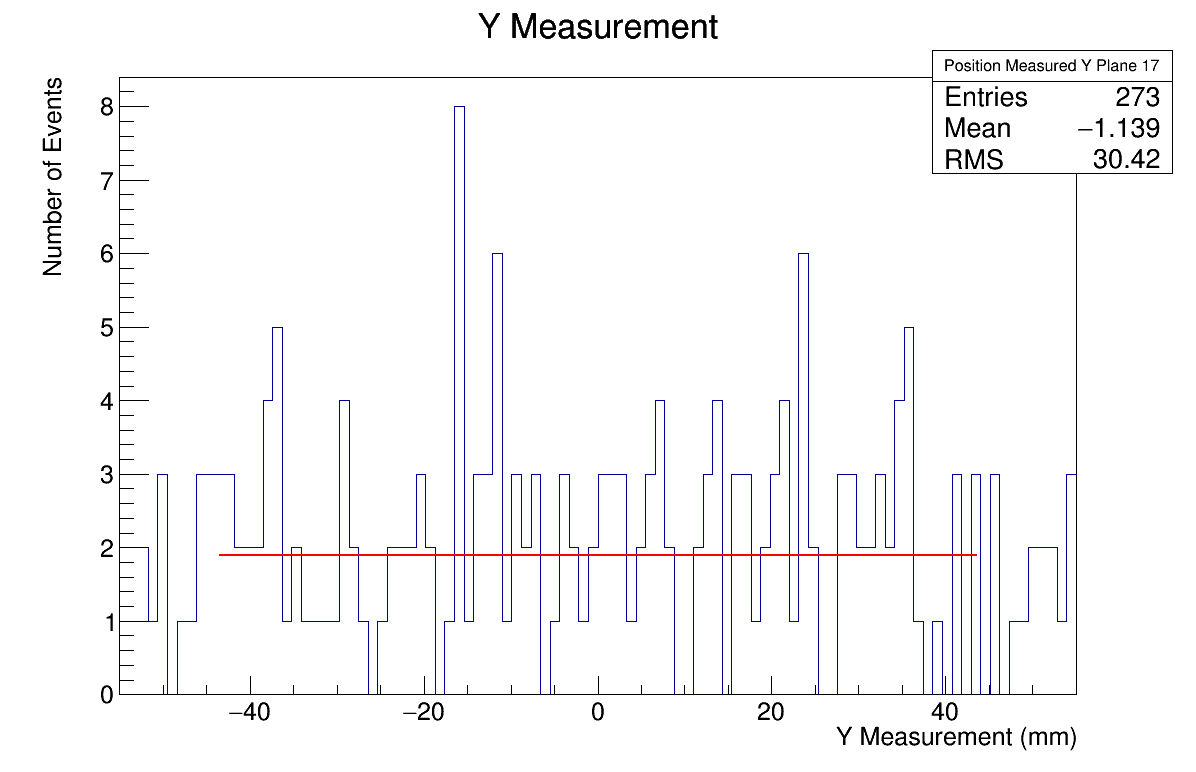 Y Measurement
Position Measured Y Plane 17
Entries 273
Mean −1.139
RMS 30.42
Number of Events
8
7
6
5
4
3
2
1
0
−40 −20 0 20 40
Y Measurement (mm)